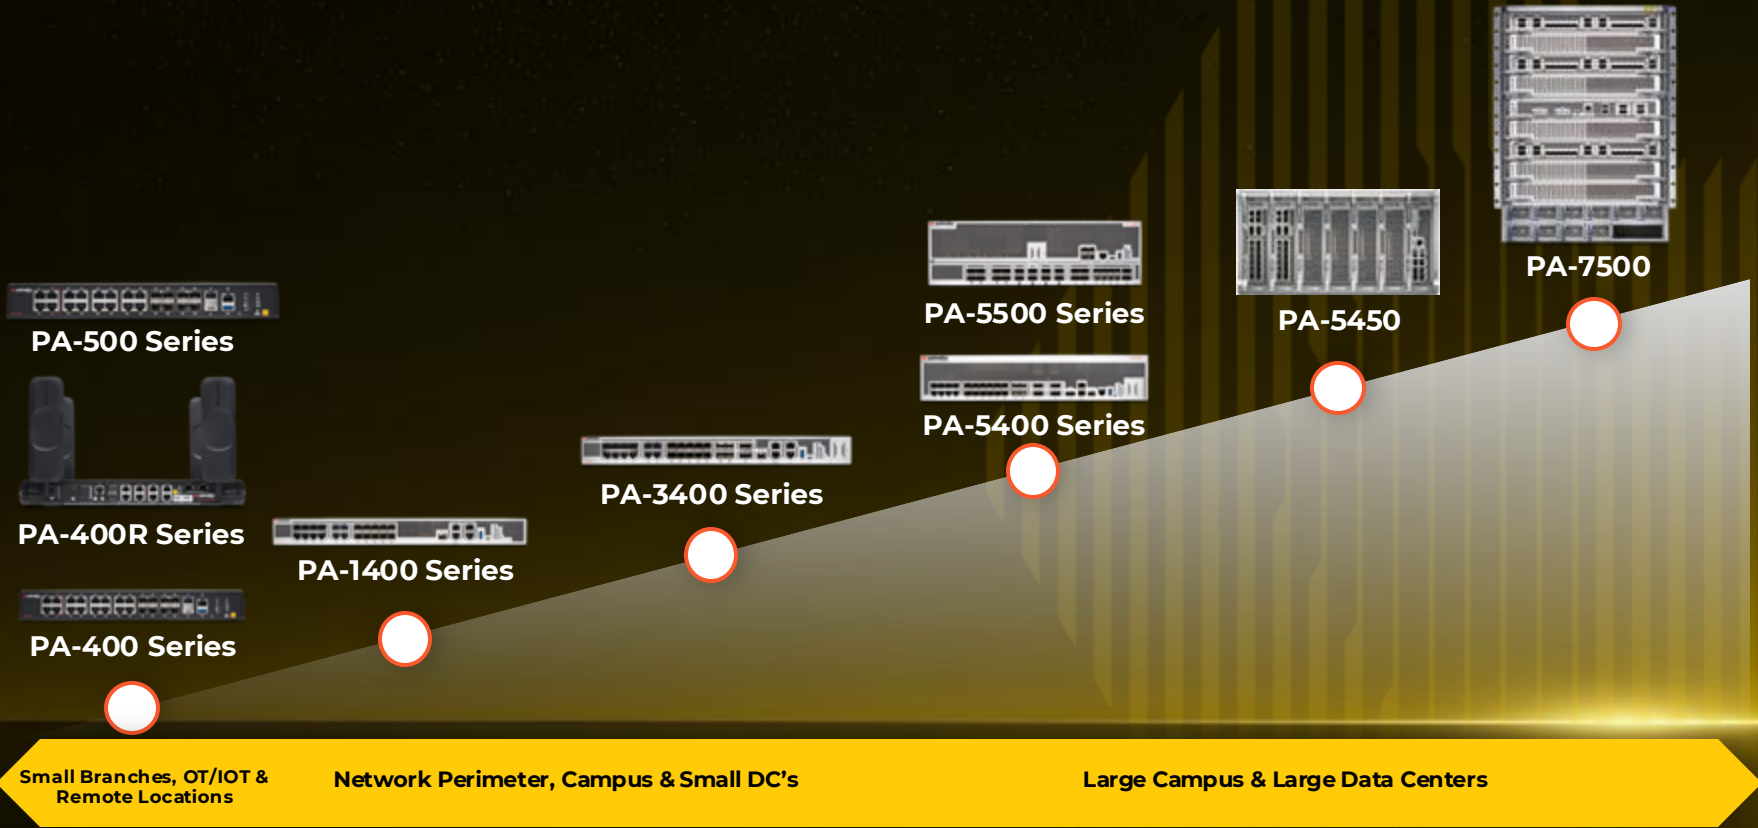 PA-500 Series
PA-400R Series
PA-400 Series
PA-1400 Series
PA-3400 Series
PA-5500 Series
PA-5400 Series
PA-5450
PA-7500
Small Branches, OT/IOT &
Remote Locations
Network Perimeter, Campus & Small DC’s
Large Campus & Large Data Centers